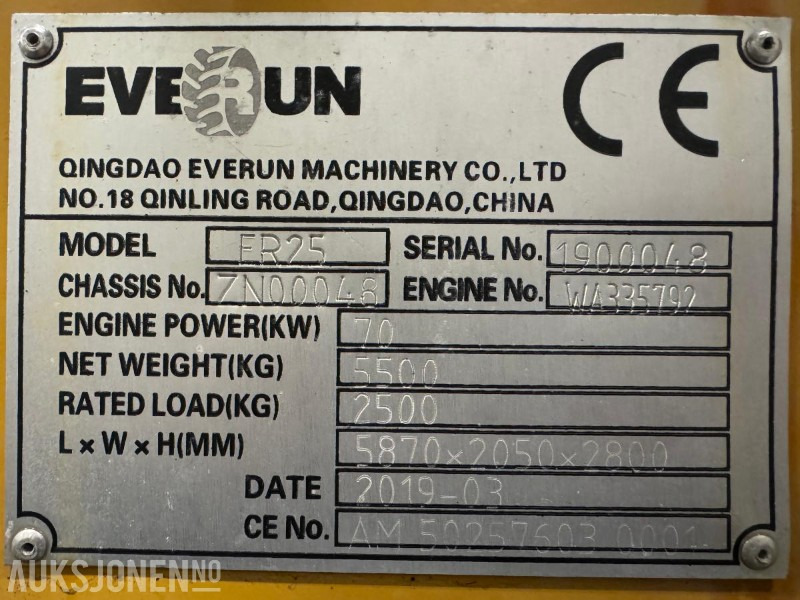 EVERUN
CE
QINGDAO EVERUN MACHINERY CO.,LTD
NO.18 QINLING ROAD,QINGDAO,CHINA
MODEL ER25 SERIAL No. 1900048
CHASSIS No. ZN00048 ENGINE No. WA335792
ENGINE POWER(KW) 70
NET WEIGHT(KG) 5500
RATED LOAD(KG) 2500
L×W×H(MM) 5870×2050×2800
DATE 2019-03
CE No. AM 50257603 0001
AUKSJONEN.NO